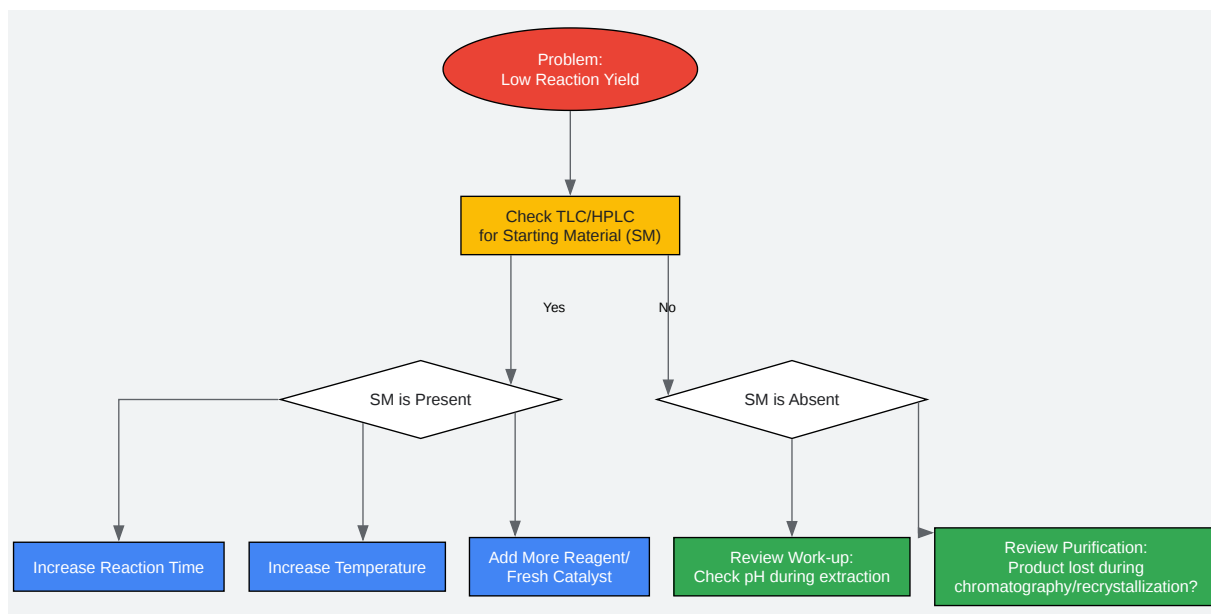 Problem:
Low Reaction Yield
Check TLC/HPLC
for Starting Material (SM)
Yes
No
SM is Present
SM is Absent
Increase Reaction Time
Increase Temperature
Add More Reagent/
Fresh Catalyst
Review Work-up:
Check pH during extraction
Review Purification:
Product lost during
chromatography/recrystallization?